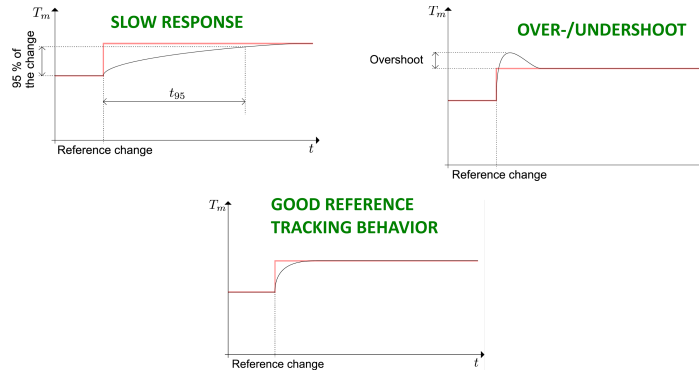 SLOW RESPONSE
T_m
95 % of
the change
t_95
Reference change
t
T_m
OVER-/UNDERSHOOT
Overshoot
Reference change
T_m
GOOD REFERENCE
TRACKING BEHAVIOR
Reference change
t